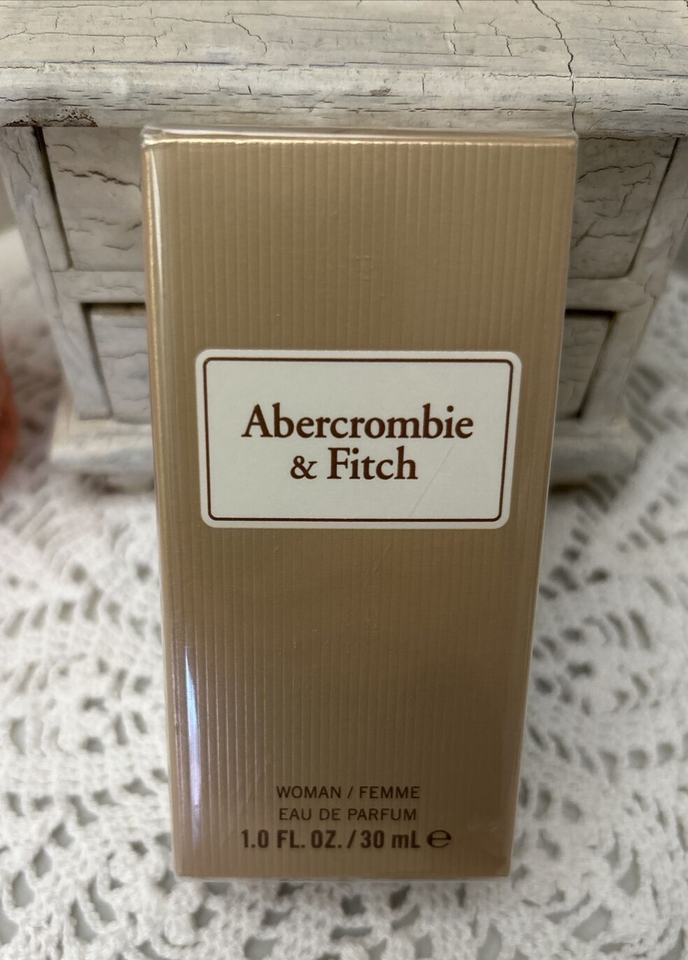 Abercrombie
& Fitch
WOMAN / FEMME
EAU DE PARFUM
1.0 FL. OZ. / 30 mL ℮